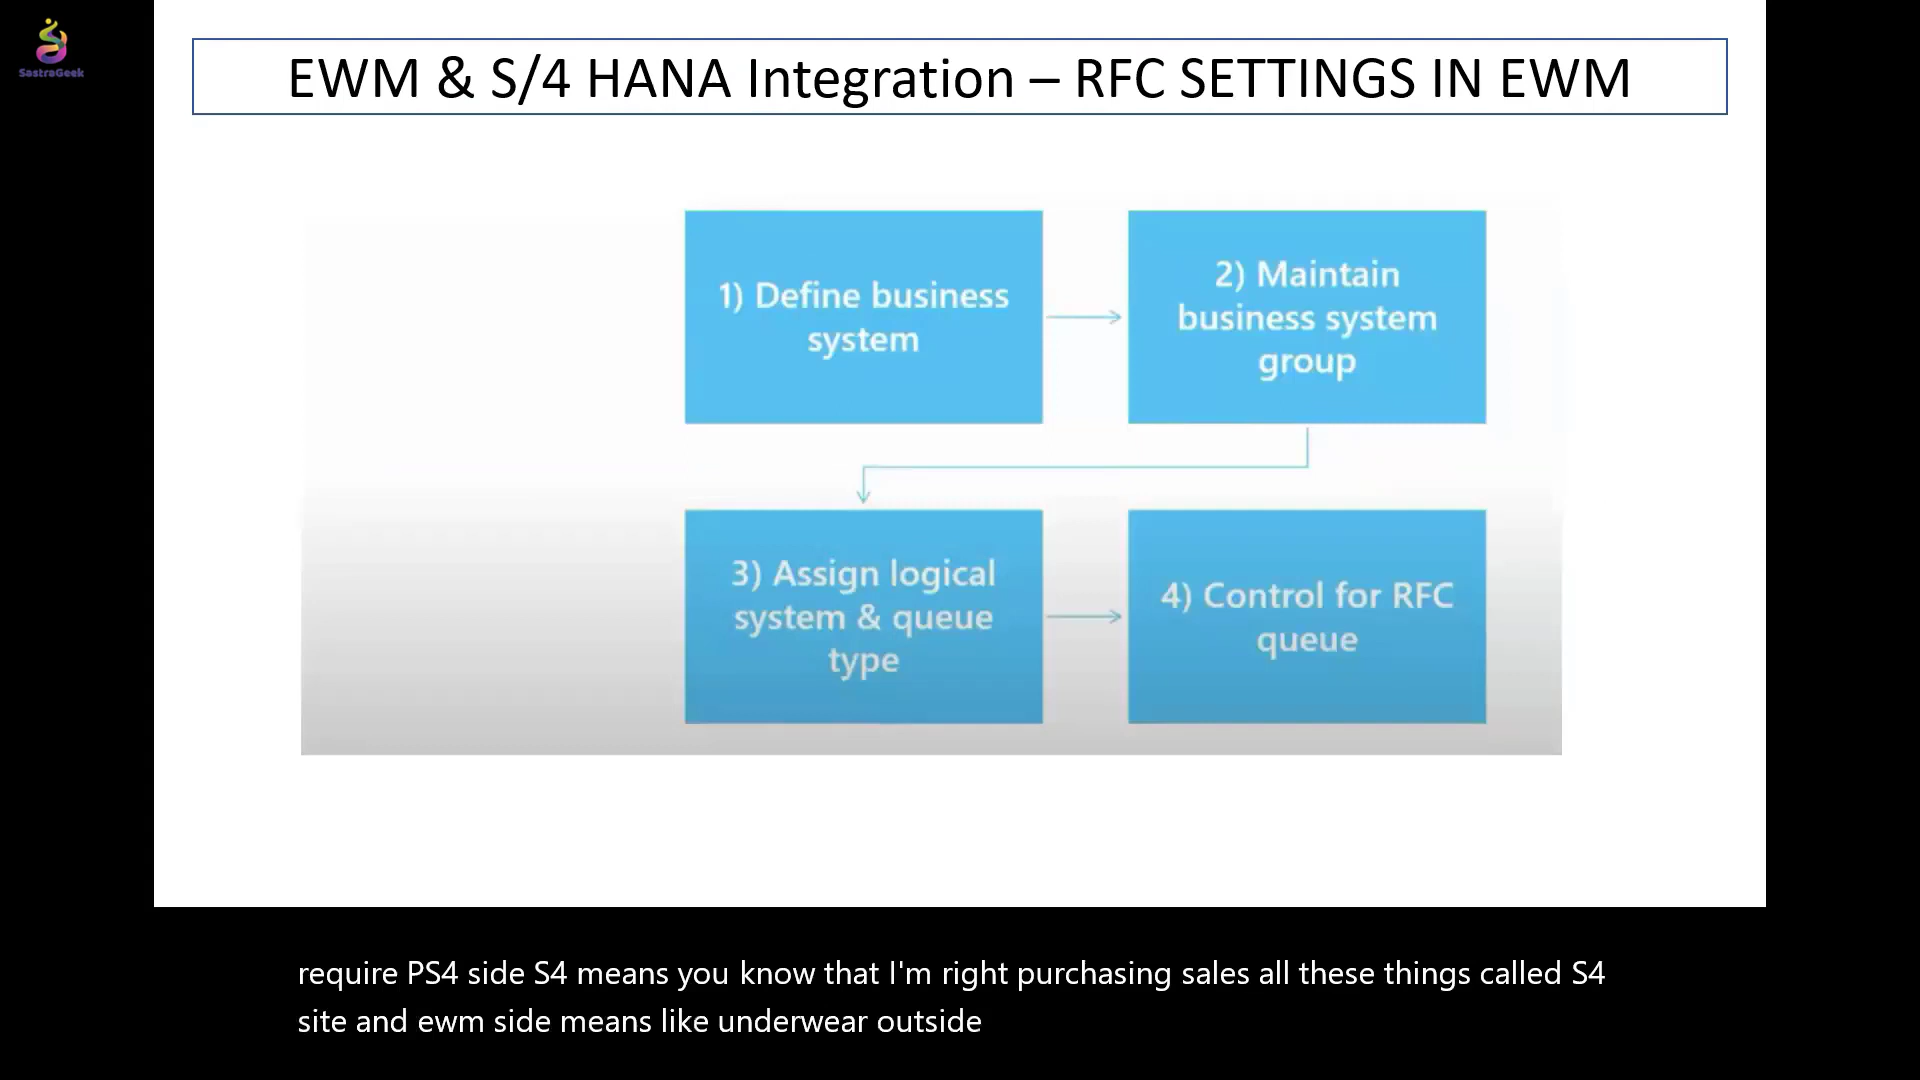 SastraGeek
EWM & S/4 HANA Integration – RFC SETTINGS IN EWM
1) Define business
system
2) Maintain
business system
group
3) Assign logical
system & queue
type
4) Control for RFC
queue
require PS4 side S4 means you know that I'm right purchasing sales all these things called S4
site and ewm side means like underwear outside